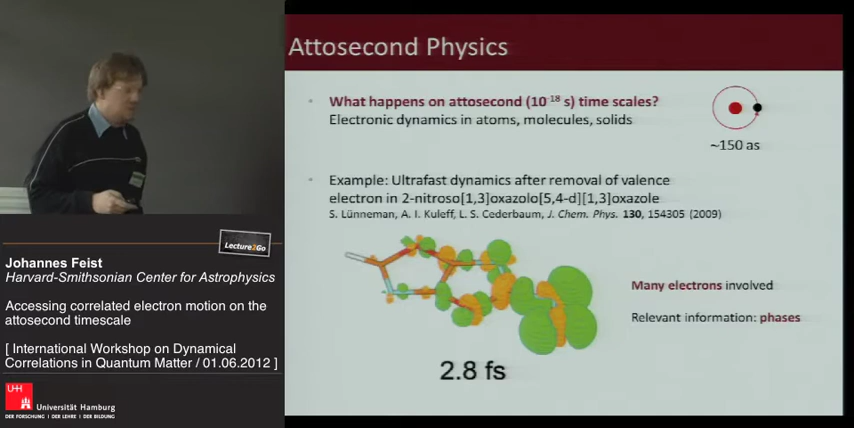 Attosecond Physics
What happens on attosecond (10⁻¹⁸ s) time scales?
Electronic dynamics in atoms, molecules, solids
~150 as
Example: Ultrafast dynamics after removal of valence
electron in 2-nitroso[1,3]oxazolo[5,4-d][1,3]oxazole
S. Lünneman, A. I. Kuleff, L. S. Cederbaum, J. Chem. Phys. 130, 154305 (2009)
Many electrons involved
Relevant information: phases
2.8 fs
Lecture2Go
Johannes Feist
Harvard-Smithsonian Center for Astrophysics
Accessing correlated electron motion on the
attosecond timescale
[ International Workshop on Dynamical
Correlations in Quantum Matter / 01.06.2012 ]
UHH
Universität Hamburg
DER FORSCHUNG | DER LEHRE | DER BILDUNG